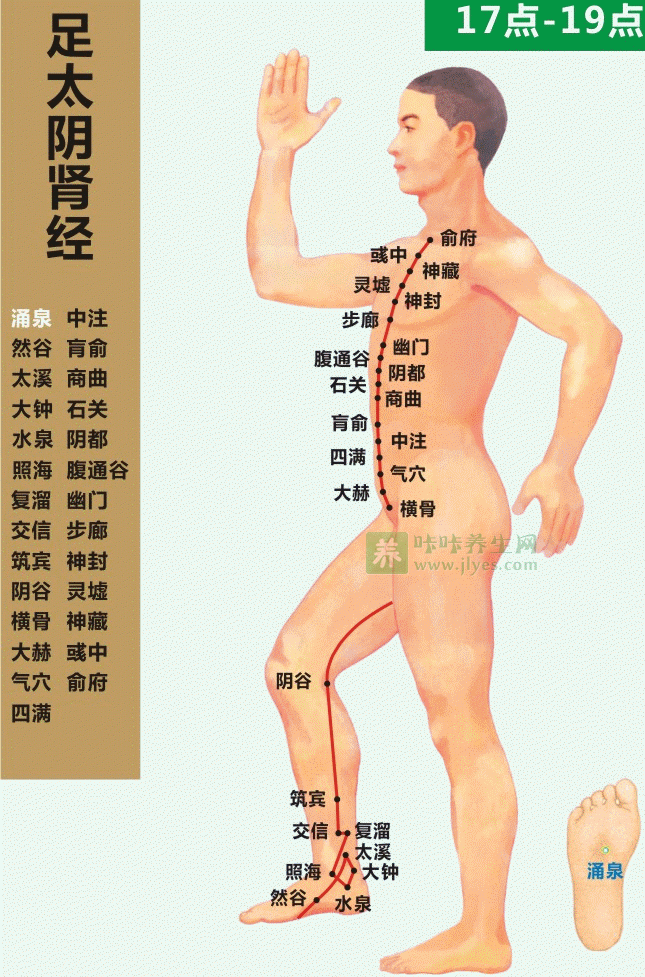 17点-19点
足太阴肾经
涌泉 中注
然谷 肓俞
太溪 商曲
大钟 石关
水泉 阴都
照海 腹通谷
复溜 幽门
交信 步廊
筑宾 神封
阴谷 灵墟
横骨 神藏
大赫 彧中
气穴 俞府
四满
俞府
彧中
神藏
灵墟
神封
步廊
幽门
腹通谷
阴都
石关
商曲
肓俞
中注
四满
气穴
大赫
横骨
养 咔咔养生网
www.jlyes.com
阴谷
筑宾
交信
复溜
太溪
照海
大钟
然谷
水泉
涌泉